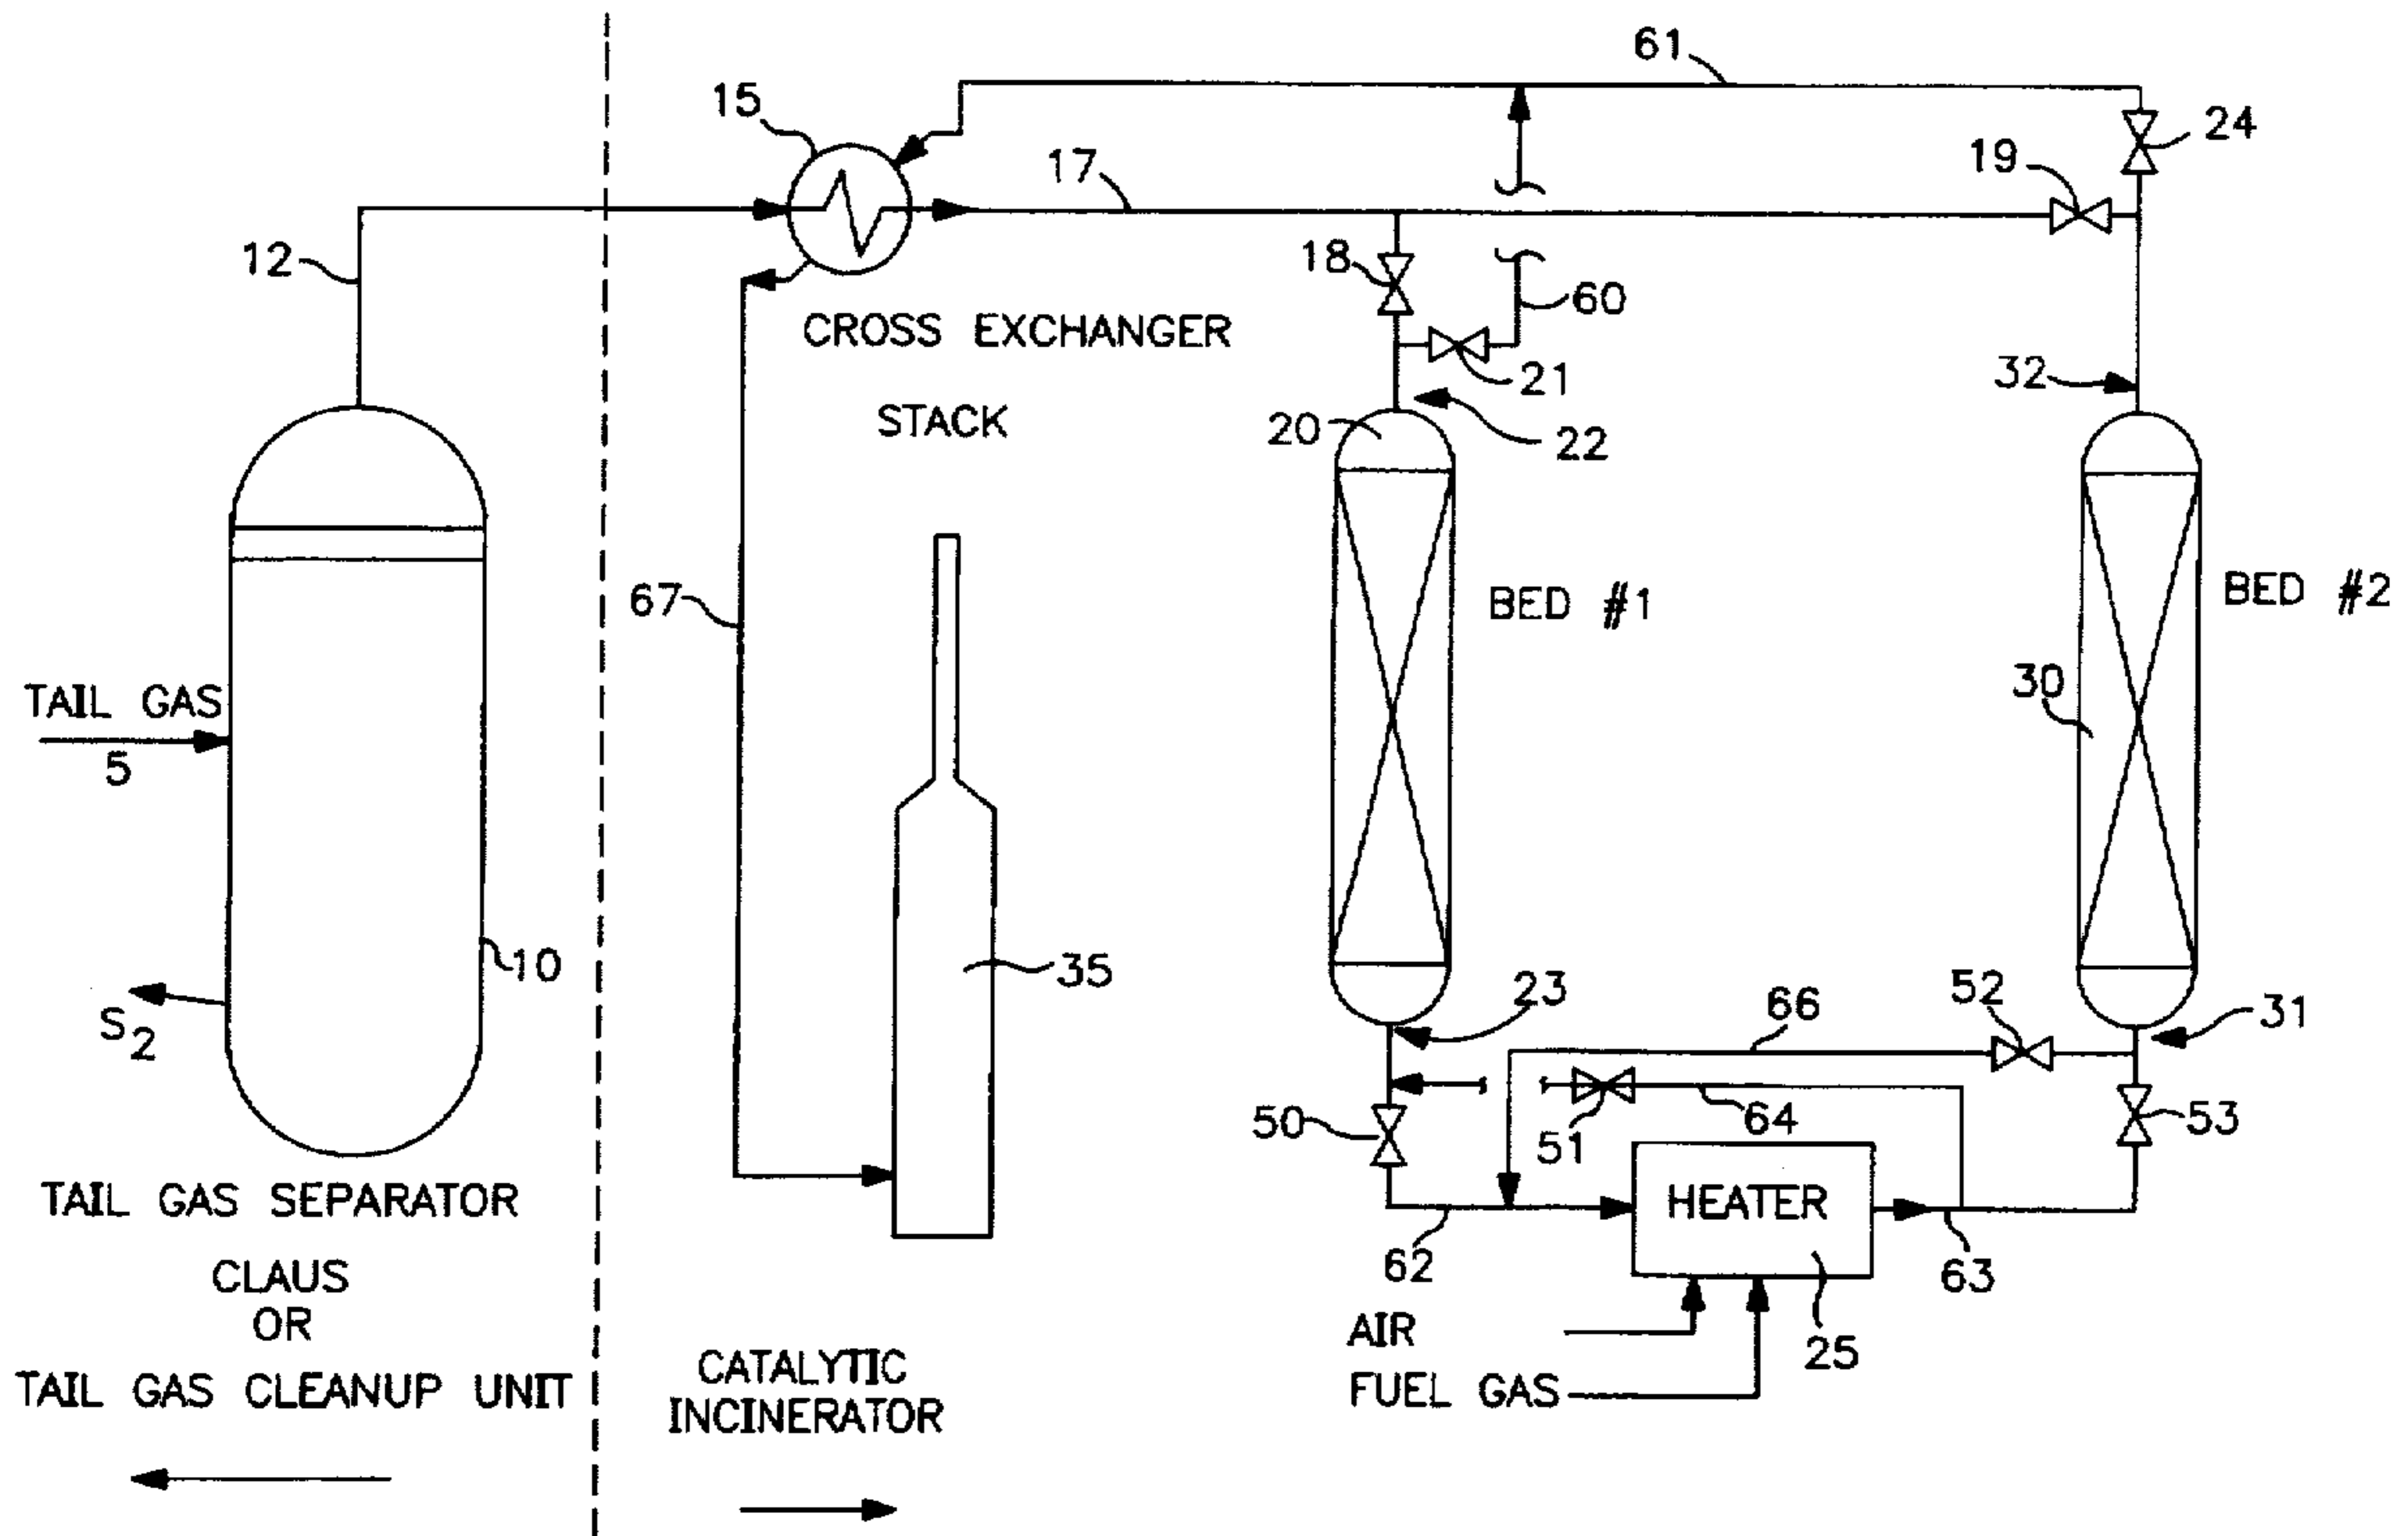 61
15
24
19
17
12
18
60
CROSS EXCHANGER
21
32
STACK
20
22
67
BED #1
BED #2
30
TAIL GAS
5
10
35
23
52
66
31
S2
50
51
64
53
TAIL GAS SEPARATOR
HEATER
CLAUS
OR
62
63
AIR
25
TAIL GAS CLEANUP UNIT
CATALYTIC
INCINERATOR
FUEL GAS